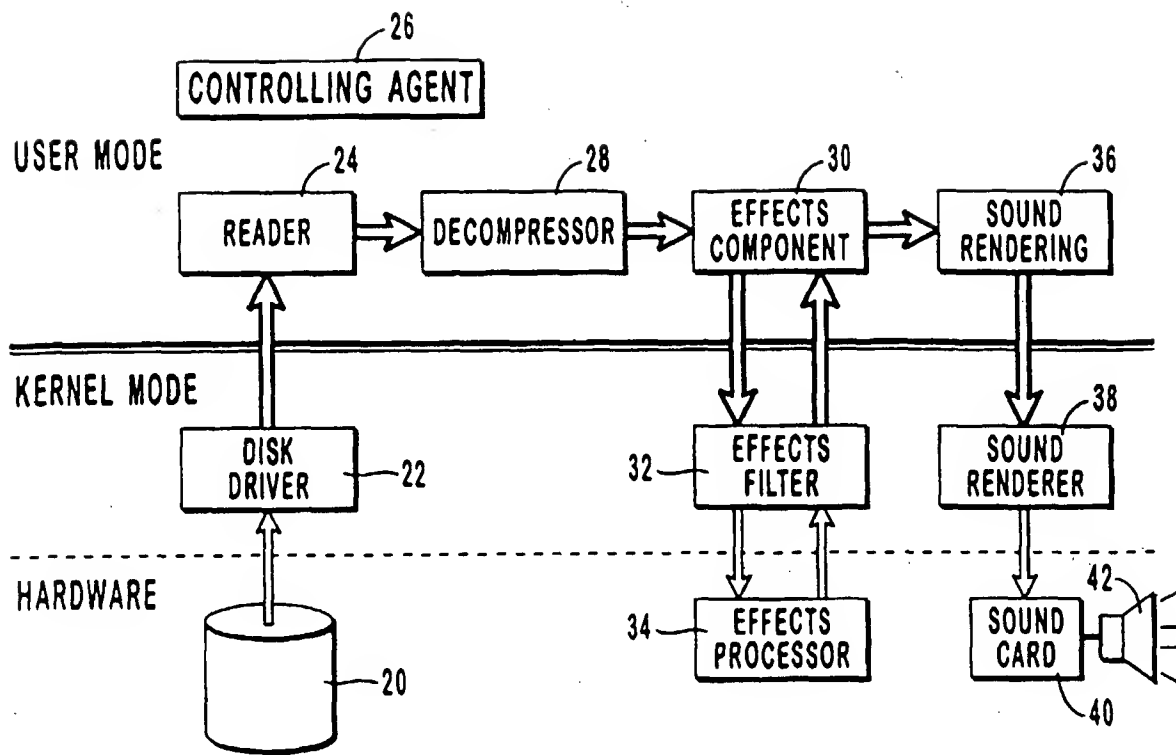 26
CONTROLLING AGENT
USER MODE
24
28
30
36
READER
DECOMPRESSOR
EFFECTS
COMPONENT
SOUND
RENDERING
KERNEL MODE
DISK
DRIVER
22
32
EFFECTS
FILTER
38
SOUND
RENDERER
HARDWARE
20
34
EFFECTS
PROCESSOR
SOUND
CARD
42
40